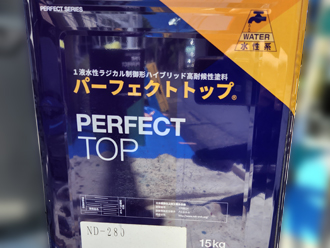 PERFECT SERIES
WATER
水性系
1液水性ラジカル制御形ハイブリッド高耐候性塗料
パーフェクトトップ®
PERFECT
TOP
ND-280
15kg